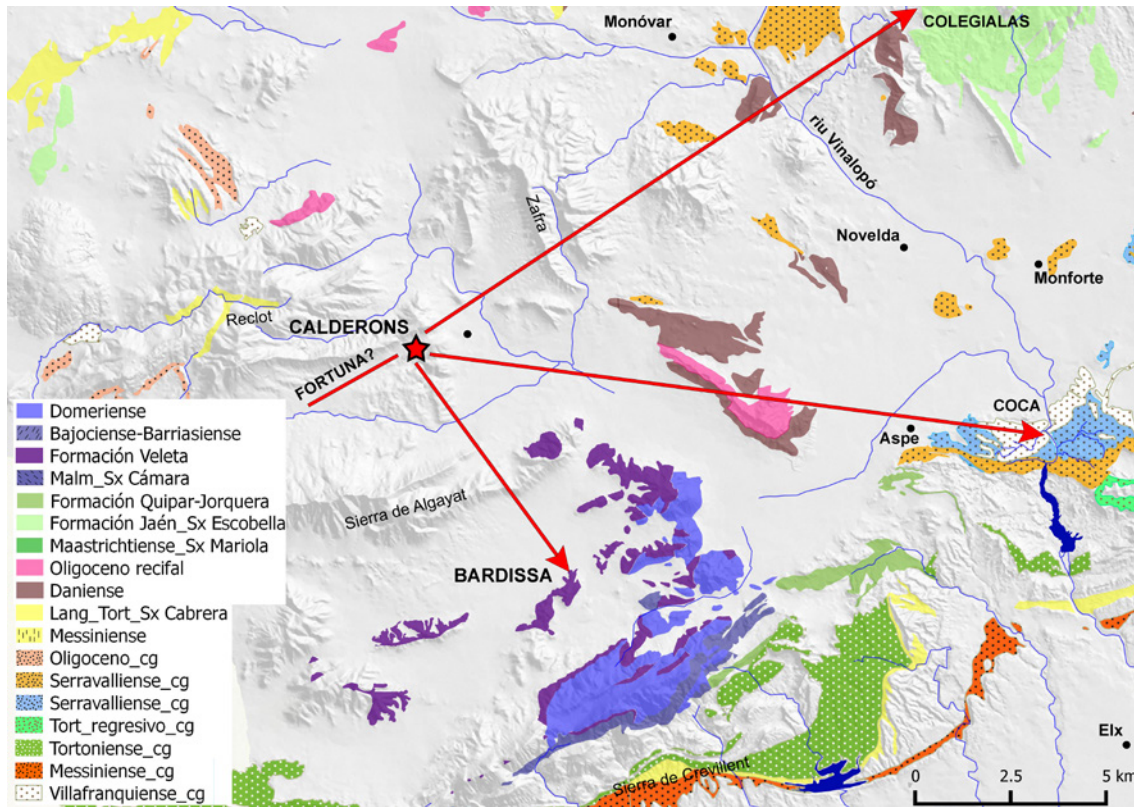 Monóvar
COLEGIALAS
riu Vinalopó
Zafra
Novelda
Monforte
Reclot
CALDERONS
FORTUNA?
COCA
Aspe
Sierra de Algayat
BARDISSA
Elx
Sierra de Crevillent
0 2.5 5 km
Domeriense
Bajociense-Barriasiense
Formación Veleta
Malm_Sx Cámara
Formación Quipar-Jorquera
Formación Jaén_Sx Escobella
Maastrichtiense_Sx Mariola
Oligoceno recifal
Daniense
Lang_Tort_Sx Cabrera
Messiniense
Oligoceno_cg
Serravalliense_cg
Serravalliense_cg
Tort_regresivo_cg
Tortoniense_cg
Messiniense_cg
Villafranquiense_cg